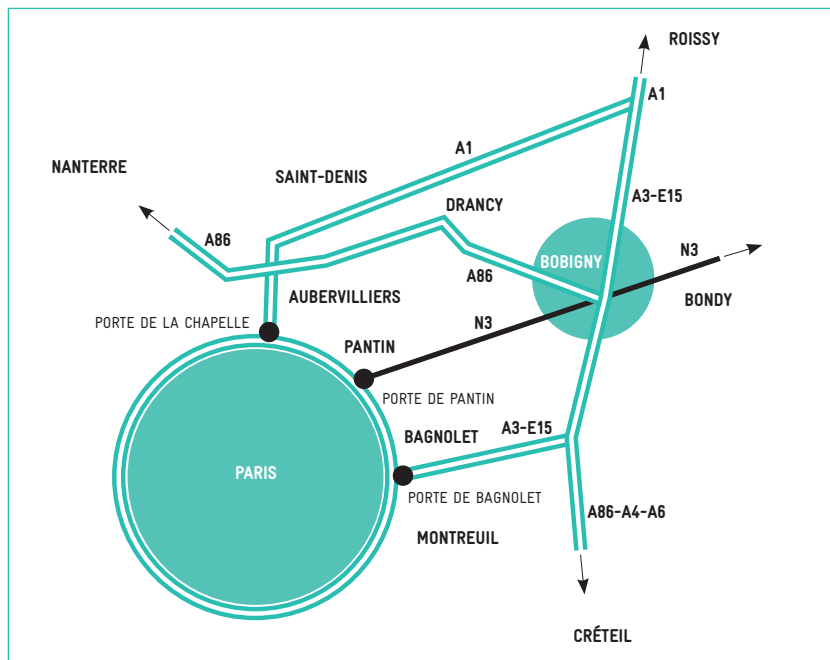 ROISSY
A1
A1
SAINT-DENIS
NANTERRE
A3-E15
DRANCY
A86
N3
BOBIGNY
A86
AUBERVILLIERS
BONDY
PORTE DE LA CHAPELLE
N3
PANTIN
PORTE DE PANTIN
A3-E15
BAGNOLET
PARIS
PORTE DE BAGNOLET
A86-A4-A6
MONTREUIL
CRÉTEIL